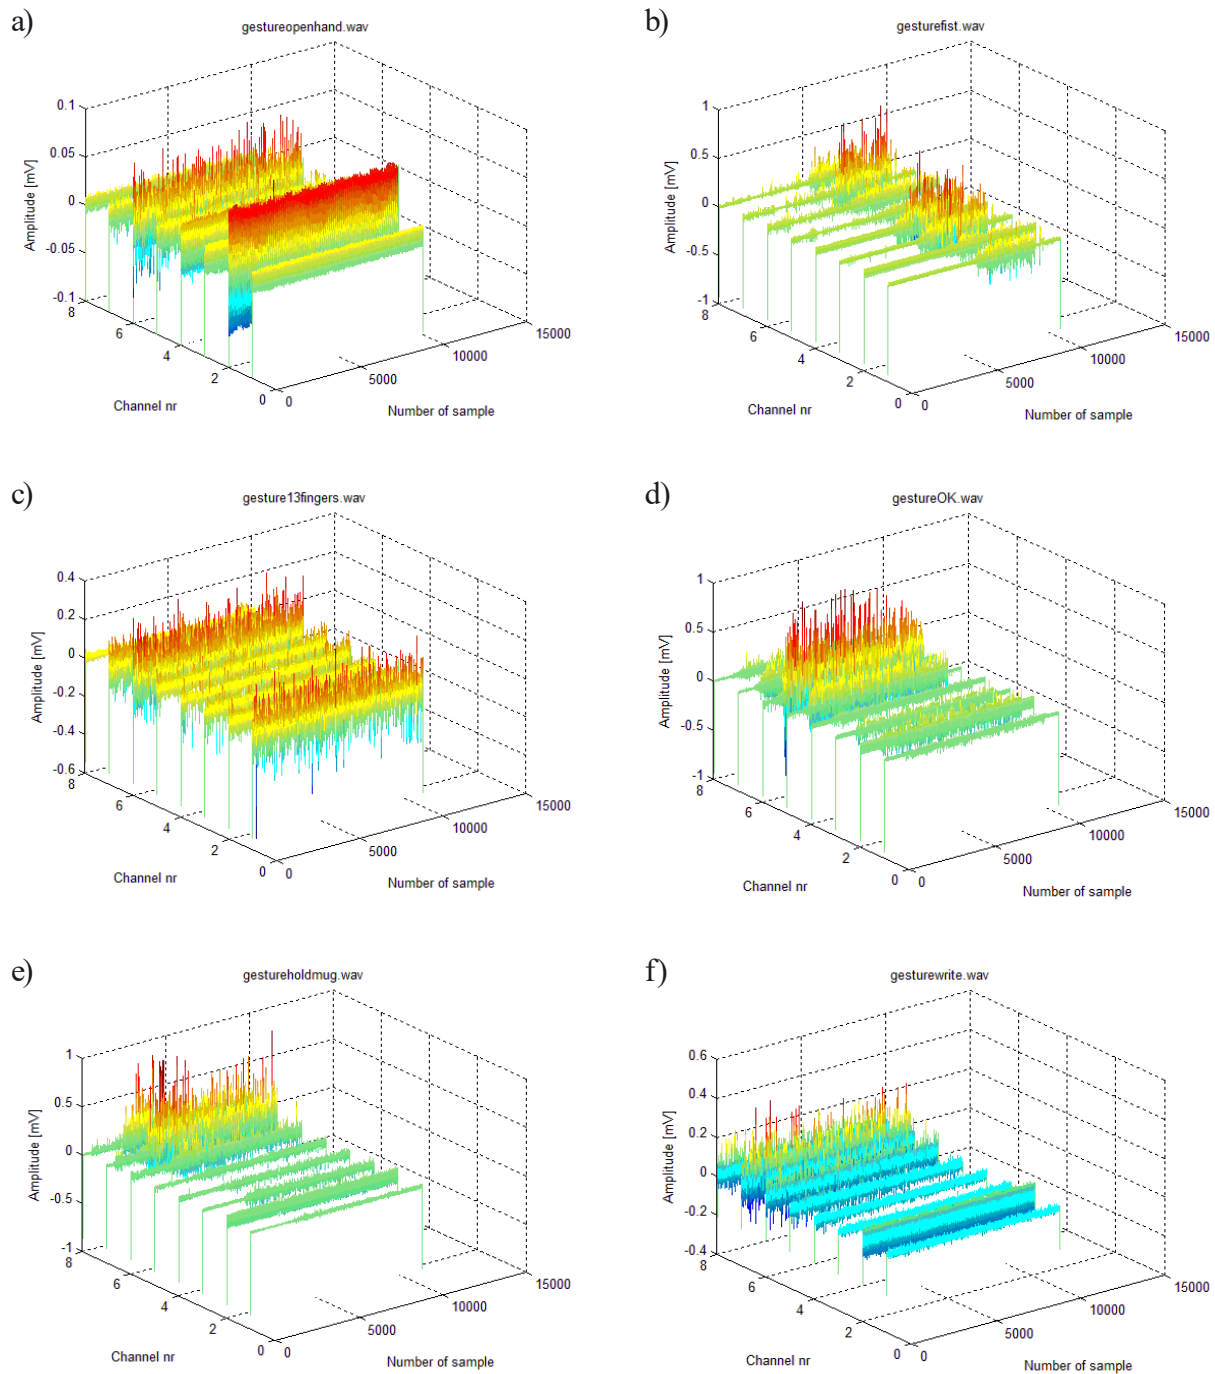 a)
gestureopenhand.wav
0.1
0.05
0
-0.05
-0.1
Amplitude [mV]
8
6
4
2
0
Channel nr
0
5000
10000
15000
Number of sample
b)
gesturefist.wav
1
0.5
0
-0.5
-1
Amplitude [mV]
8
6
4
2
0
Channel nr
0
5000
10000
15000
Number of sample
c)
gesture13fingers.wav
0.4
0.2
0
-0.2
-0.4
-0.6
Amplitude [mV]
8
6
4
2
0
Channel nr
0
5000
10000
15000
Number of sample
d)
gestureOK.wav
1
0.5
0
-0.5
-1
Amplitude [mV]
8
6
4
2
0
Channel nr
0
5000
10000
15000
Number of sample
e)
gestureholdmug.wav
1
0.5
0
-0.5
-1
Amplitude [mV]
8
6
4
2
0
Channel nr
0
5000
10000
15000
Number of sample
f)
gesturewrite.wav
0.6
0.4
0.2
0
-0.2
-0.4
Amplitude [mV]
8
6
4
2
0
Channel nr
0
5000
10000
15000
Number of sample